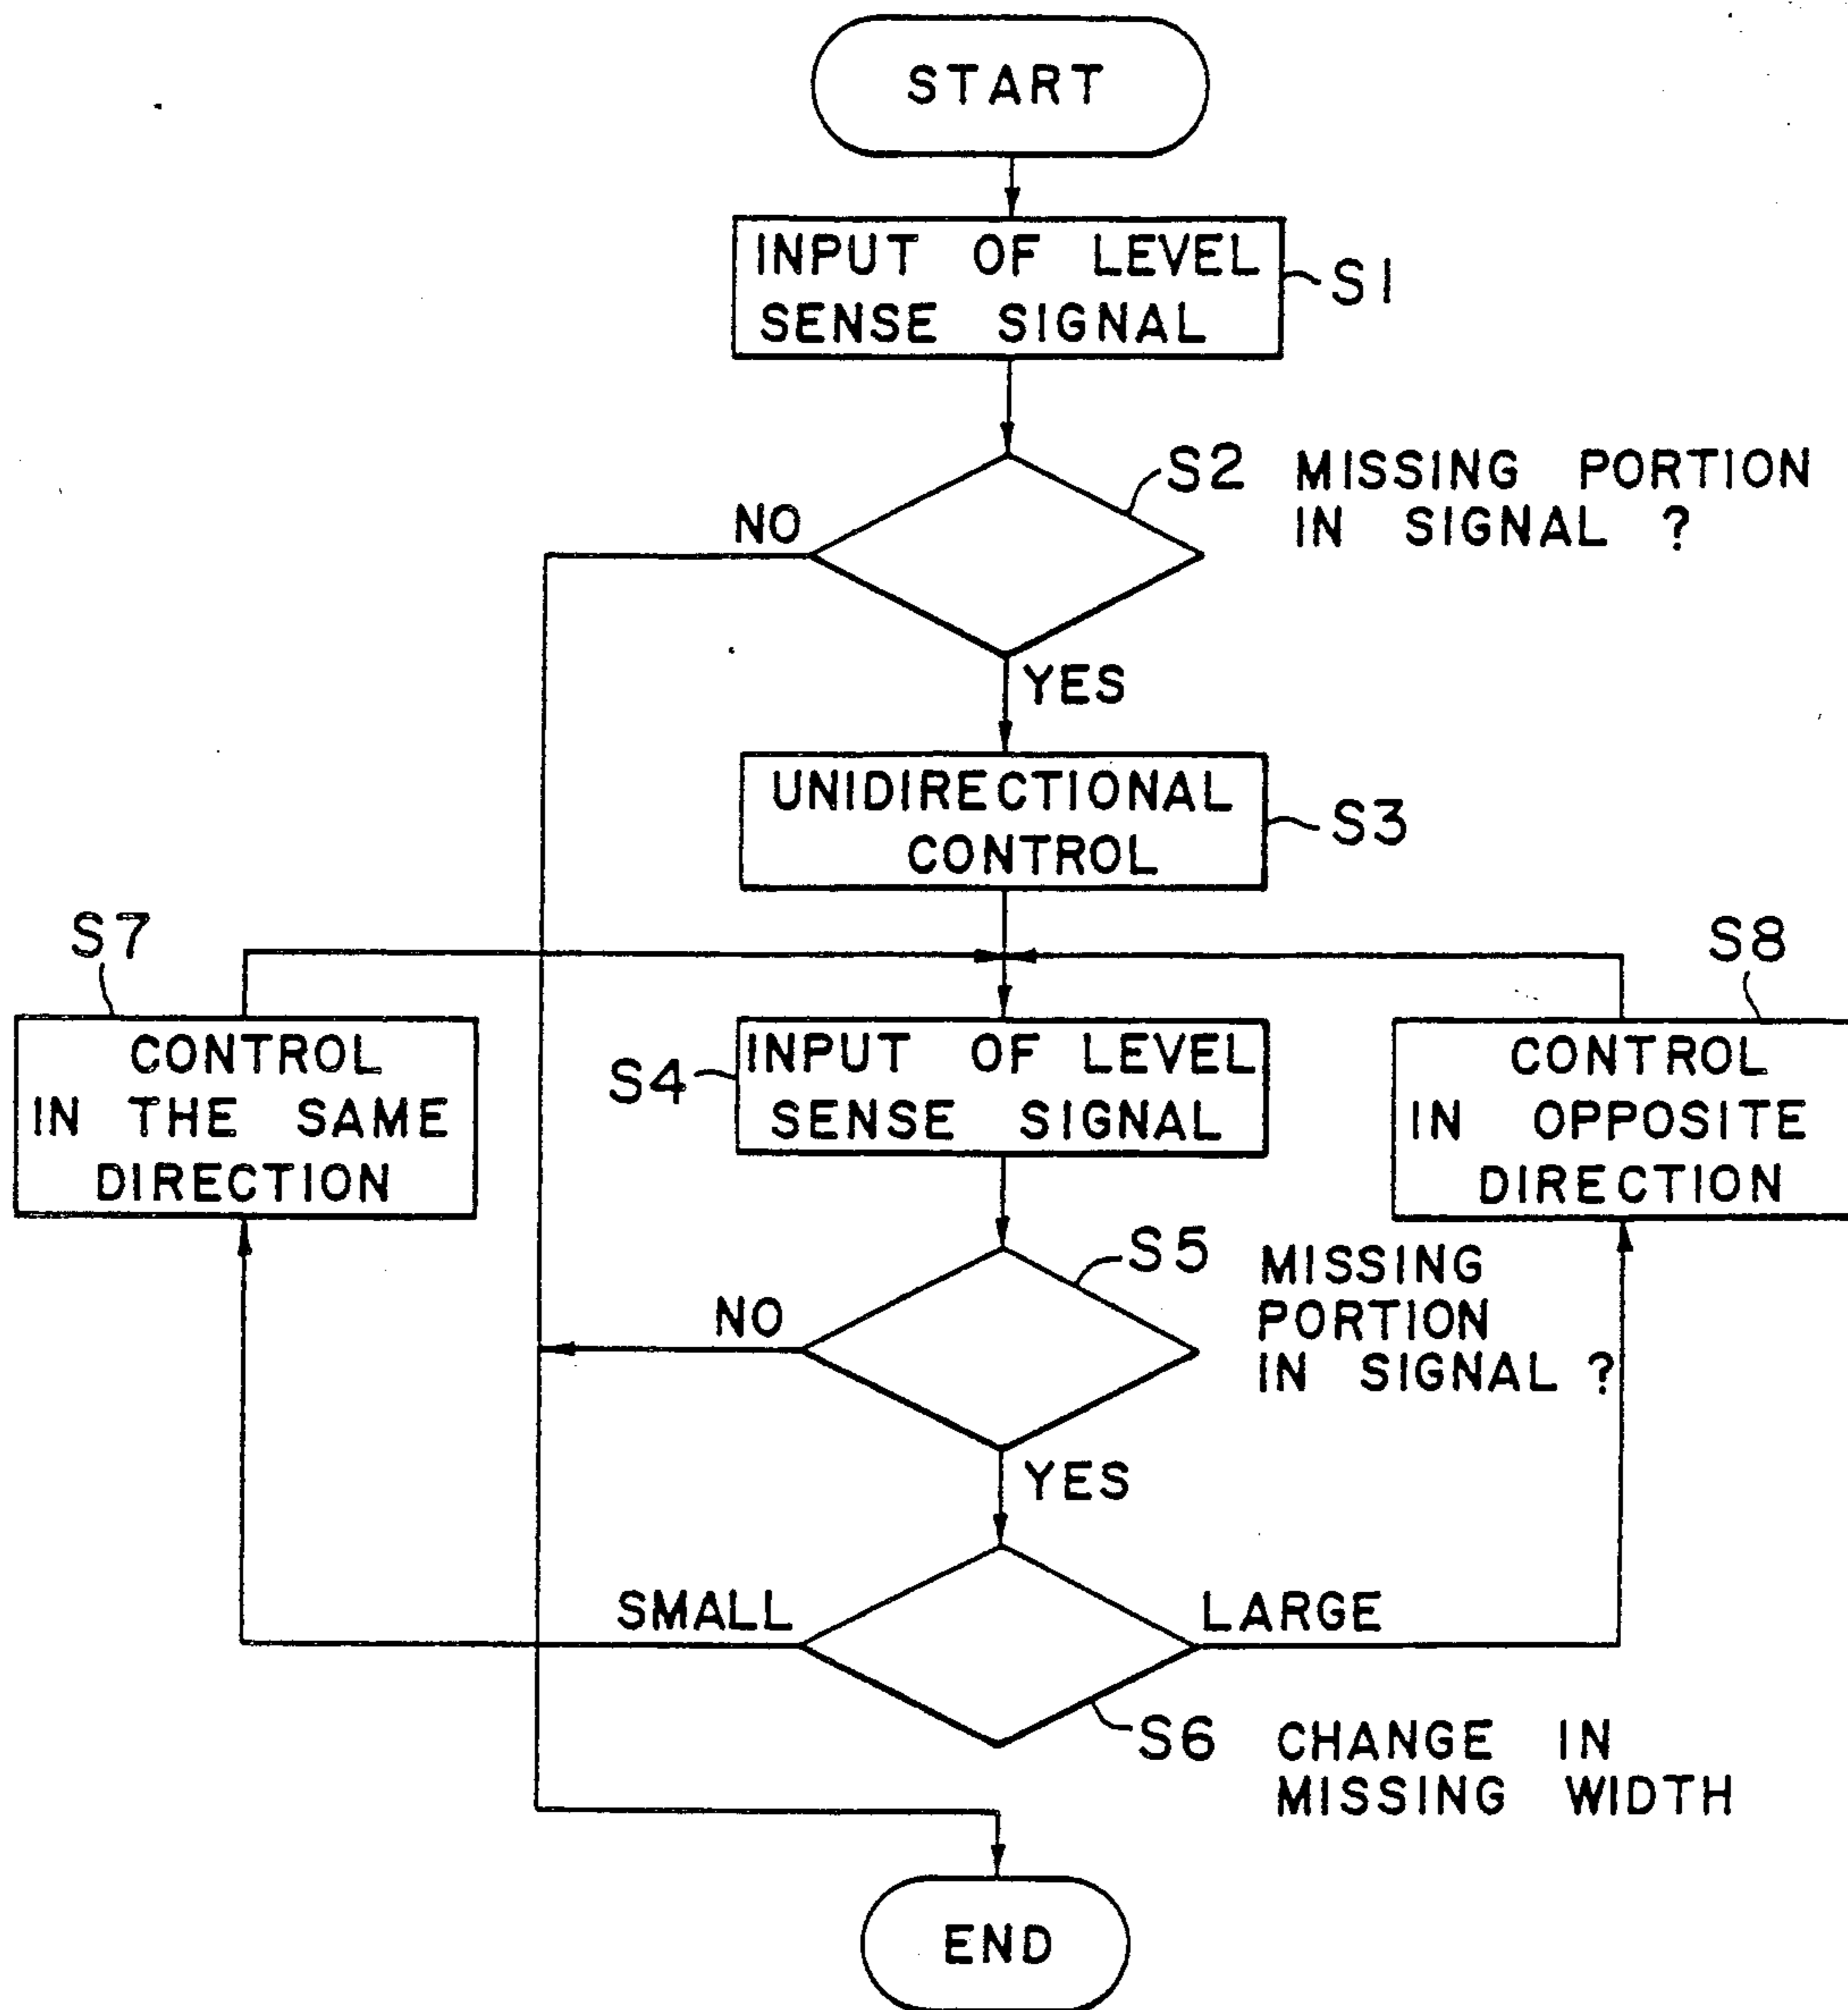 START
INPUT OF LEVEL
SENSE SIGNAL
S1
S2
MISSING PORTION
IN SIGNAL ?
NO
YES
UNIDIRECTIONAL
CONTROL
S3
S7
S8
CONTROL
IN THE SAME
DIRECTION
S4
INPUT OF LEVEL
SENSE SIGNAL
CONTROL
IN OPPOSITE
DIRECTION
S5
MISSING
PORTION
IN SIGNAL ?
NO
YES
SMALL
LARGE
S6
CHANGE IN
MISSING WIDTH
END